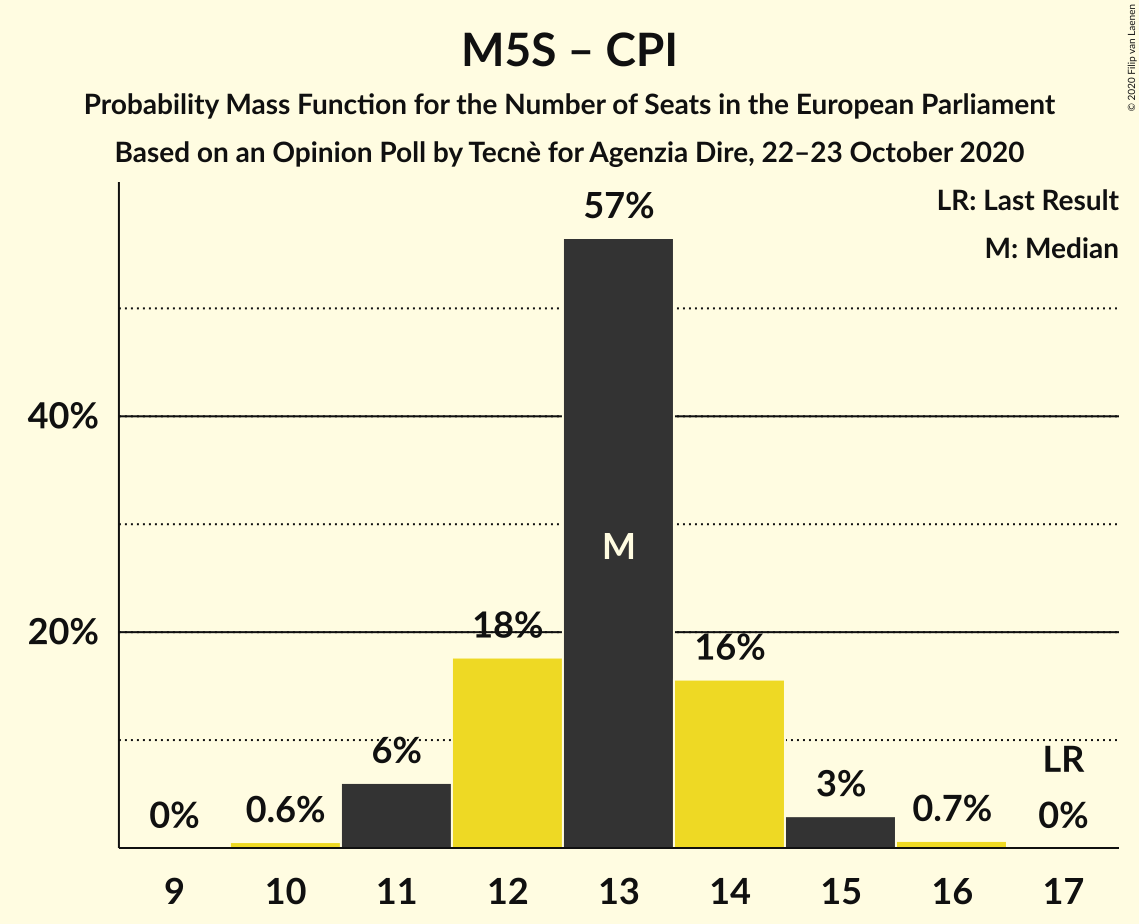 M5S – CPI
Probability Mass Function for the Number of Seats in the European Parliament
Based on an Opinion Poll by Tecnè for Agenzia Dire, 22–23 October 2020
© 2020 Filip van Laenen
LR: Last Result
M: Median
57%
40%
M
20%
18%
16%
6%
3%
LR
0%
0.6%
0.7%
0%
9 10 11 12 13 14 15 16 17